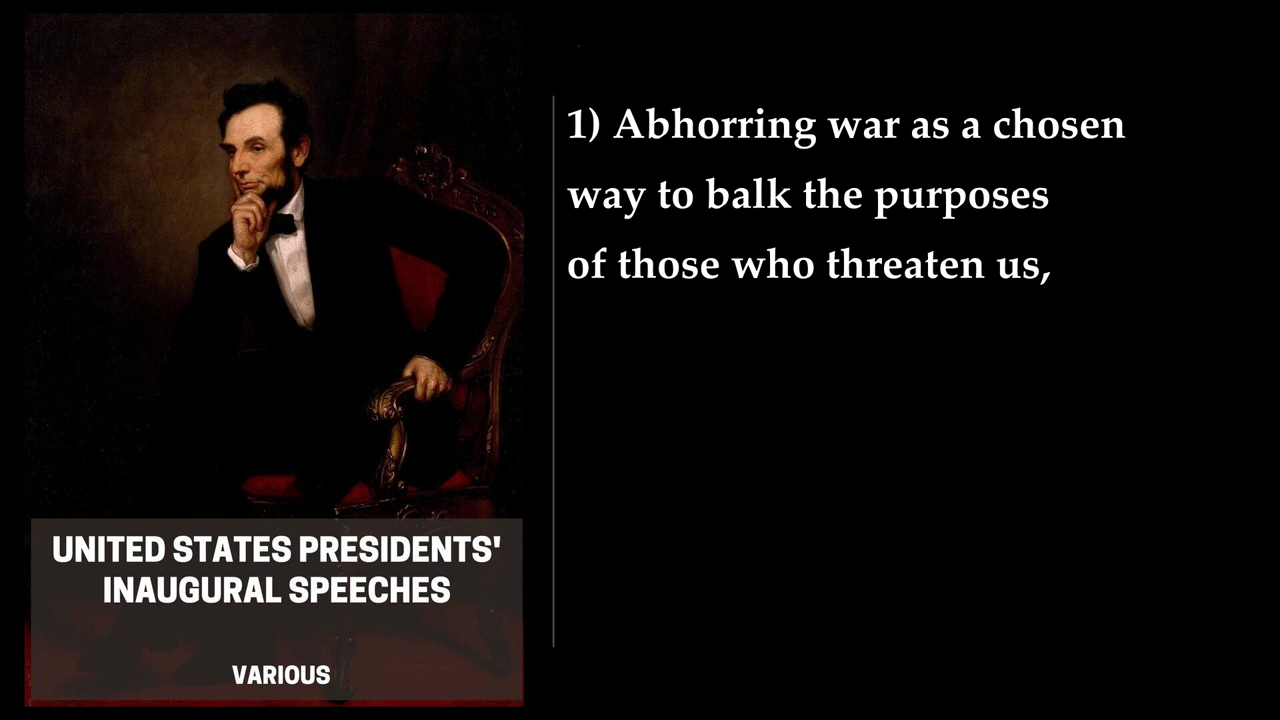 1) Abhorring war as a chosen
way to balk the purposes
of those who threaten us,
UNITED STATES PRESIDENTS'
INAUGURAL SPEECHES
VARIOUS